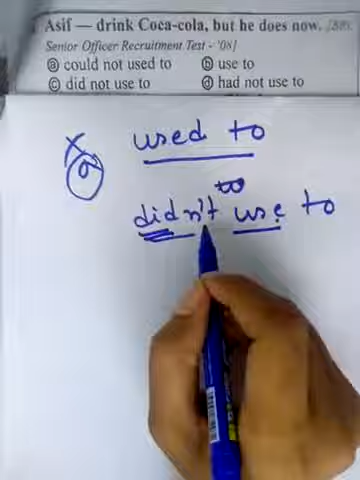 Asif — drink Coca-cola, but he does now.
Senior Officer Recruitment Test - '08]
ⓐ could not used to ⓑ use to
ⓒ did not use to ⓓ had not use to
used to
ⓐ
to
didn't use to